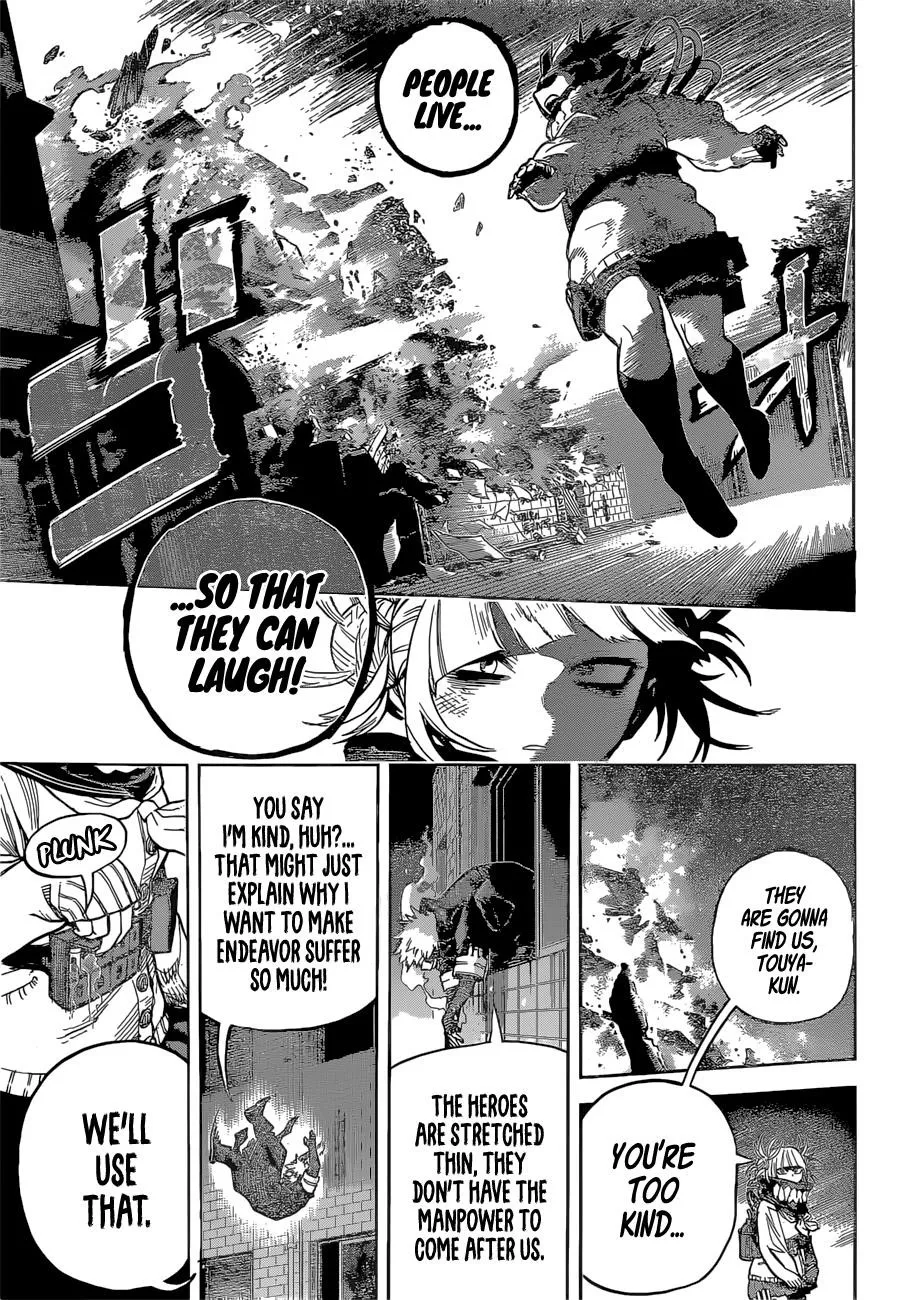 PEOPLE
LIVE...
...SO THAT
THEY CAN
LAUGH!
THEY
ARE GONNA
FIND US,
TOUYA-
KUN.
YOU'RE
TOO
KIND...
THE HEROES
ARE STRETCHED
THIN, THEY
DON'T HAVE THE
MANPOWER TO
COME AFTER US.
YOU SAY
I'M KIND, HUH?...
THAT MIGHT JUST
EXPLAIN WHY I
WANT TO MAKE
ENDEAVOR SUFFER
SO MUCH!
PLUNK
WE'LL
USE
THAT.